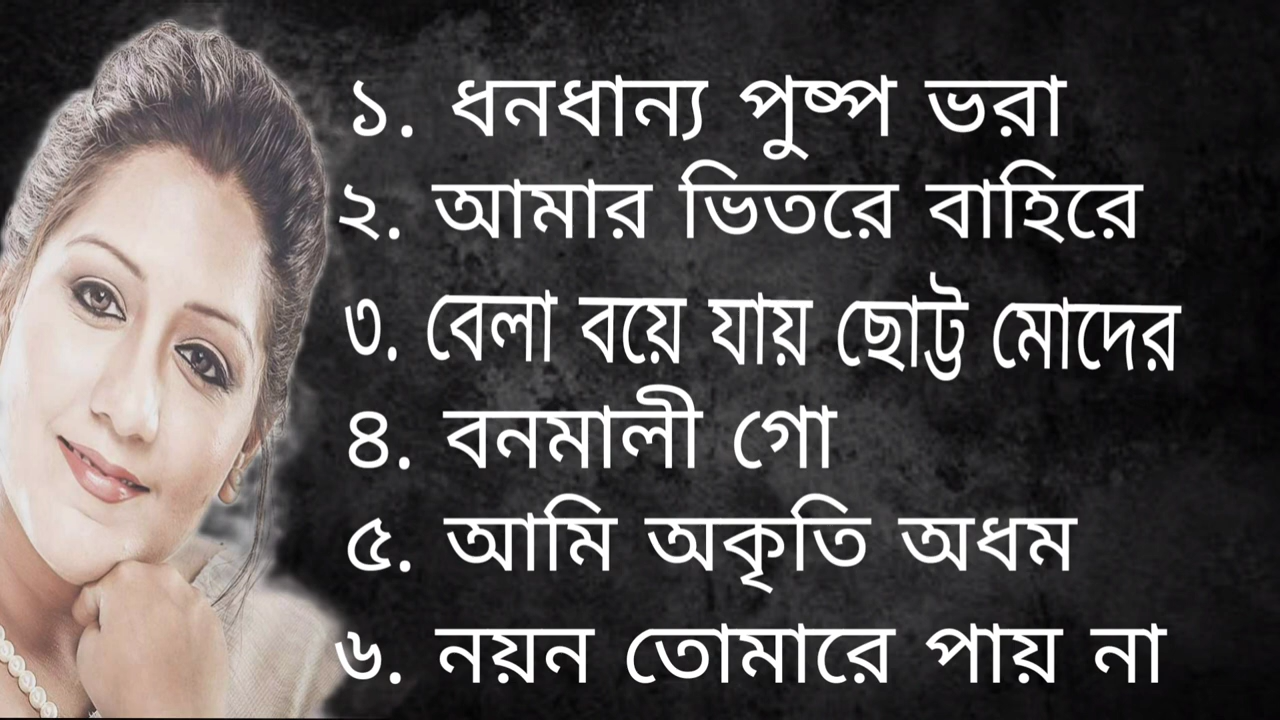 ১. ধনধান্য পুষ্প ভরা
২. আমার ভিতরে বাহিরে
৩. বেলা বয়ে যায় ছোট্ট মোদের
৪. বনমালী গো
৫. আমি অকৃতি অধম
৬. নয়ন তোমারে পায় না